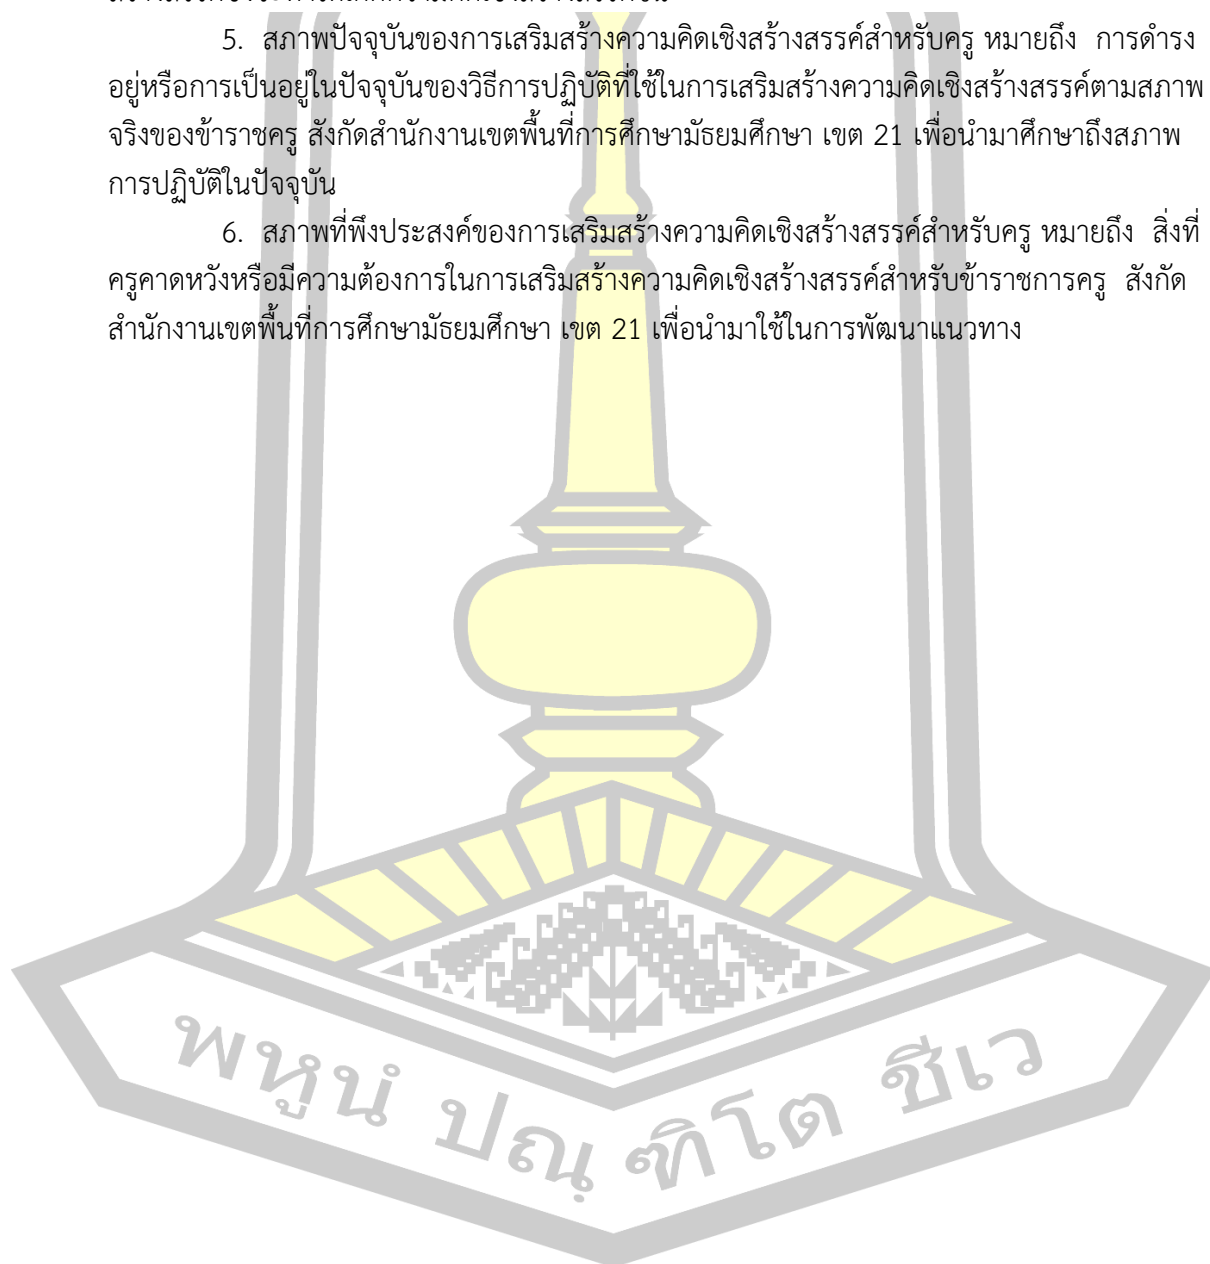 5. สภาพปัจจุบันของการเสริมสร้างความคิดเชิงสร้างสรรค์สำหรับครู หมายถึง การดำรง
อยู่หรือการเป็นอยู่ในปัจจุบันของวิธีการปฏิบัติที่ใช้ในการเสริมสร้างความคิดเชิงสร้างสรรค์ตามสภาพ
จริงของข้าราชครู สังกัดสำนักงานเขตพื้นที่การศึกษามัธยมศึกษา เขต 21 เพื่อนำมาศึกษาถึงสภาพ
การปฏิบัติในปัจจุบัน
6. สภาพที่พึงประสงค์ของการเสริมสร้างความคิดเชิงสร้างสรรค์สำหรับครู หมายถึง สิ่งที่
ครูคาดหวังหรือมีความต้องการในการเสริมสร้างความคิดเชิงสร้างสรรค์สำหรับข้าราชการครู สังกัด
สำนักงานเขตพื้นที่การศึกษามัธยมศึกษา เขต 21 เพื่อนำมาใช้ในการพัฒนาแนวทาง
พหูนํ ปณฺฑิโต ชีเว